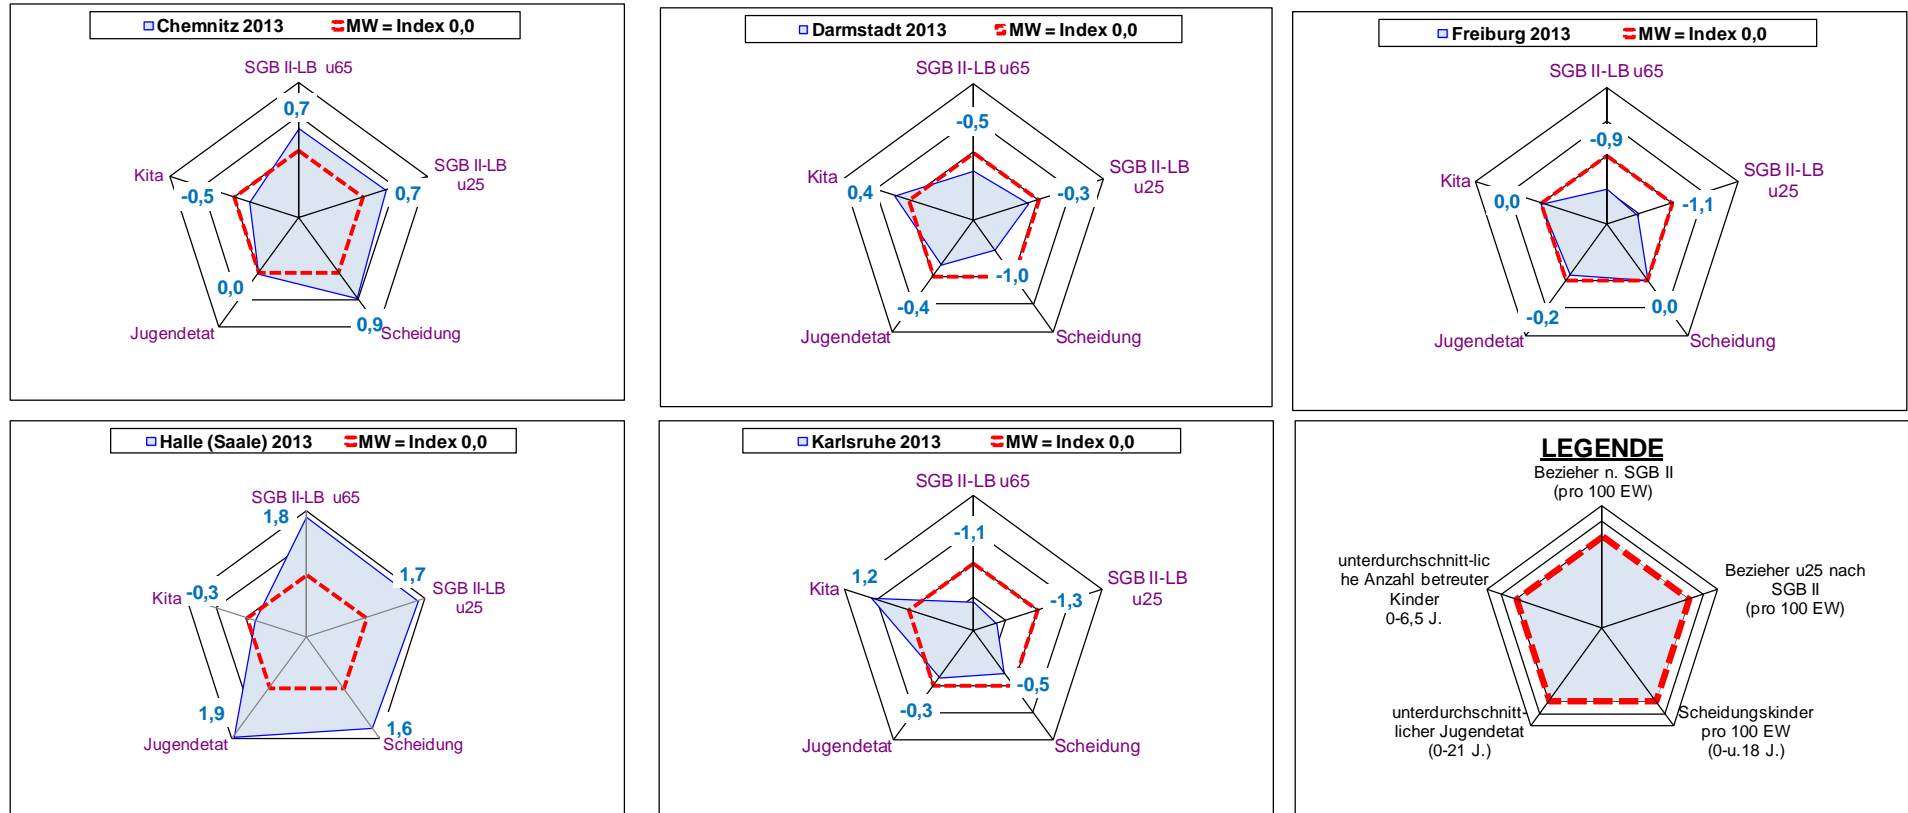 Chemnitz 2013 MW = Index 0,0
SGB II-LB u65
0,7
SGB II-LB
u25
0,7
Kita
-0,5
0,0
Jugendetat
0,9
Scheidung
Darmstadt 2013 MW = Index 0,0
SGB II-LB u65
-0,5
SGB II-LB
u25
-0,3
Kita
0,4
-1,0
-0,4
Jugendetat
Scheidung
Freiburg 2013 MW = Index 0,0
SGB II-LB u65
-0,9
SGB II-LB
u25
-1,1
Kita
0,0
0,0
-0,2
Jugendetat
Scheidung
Halle (Saale) 2013 MW = Index 0,0
SGB II-LB u65
1,8
1,7
SGB II-LB
u25
-0,3
Kita
1,9
1,6
Jugendetat
Scheidung
Karlsruhe 2013 MW = Index 0,0
SGB II-LB u65
-1,1
1,2
Kita
SGB II-LB
u25
-1,3
-0,5
-0,3
Jugendetat
Scheidung
LEGENDE
Bezieher n. SGB II
(pro 100 EW)
unterdurchschnitt-lic
he Anzahl betreuter
Kinder
0-6,5 J.
Bezieher u25 nach
SGB II
(pro 100 EW)
unterdurchschnitt-
licher Jugendetat
(0-21 J.)
Scheidungskinder
pro 100 EW
(0-u.18 J.)